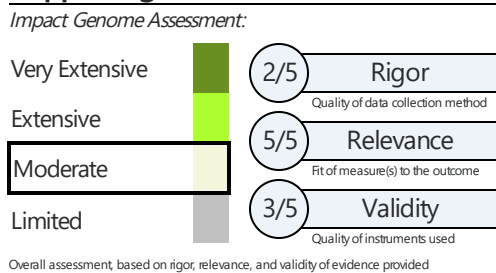 Impact Genome Assessment:
Very Extensive
Extensive
Moderate
Limited
2/5 Rigor
Quality of data collection method
5/5 Relevance
Fit of measure(s) to the outcome
3/5 Validity
Quality of instruments used
Overall assessment, based on rigor, relevance, and validity of evidence provided